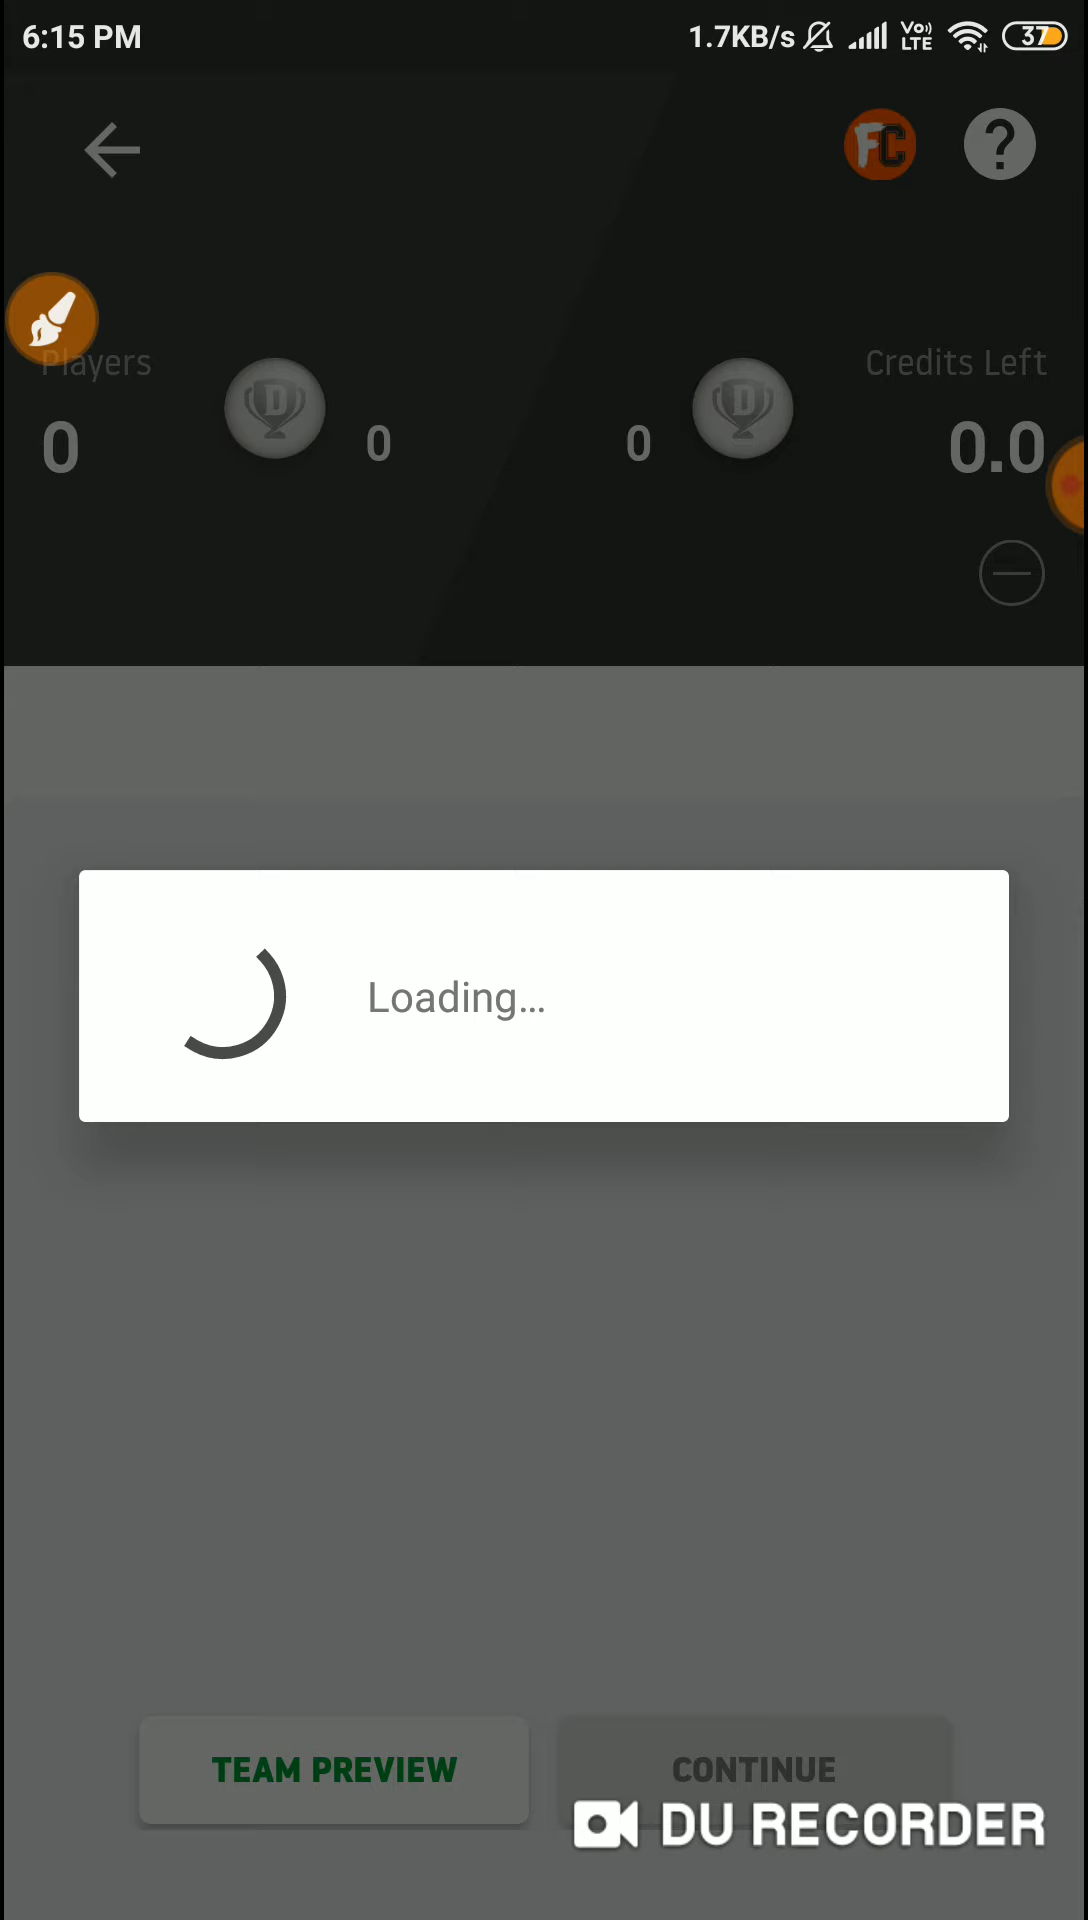 6:15 PM 1.7KB/s Vo)) LTE 37
FC ?
Players Credits Left
D D
0 0 0 0.0
Loading...
TEAM PREVIEW CONTINUE
DU RECORDER